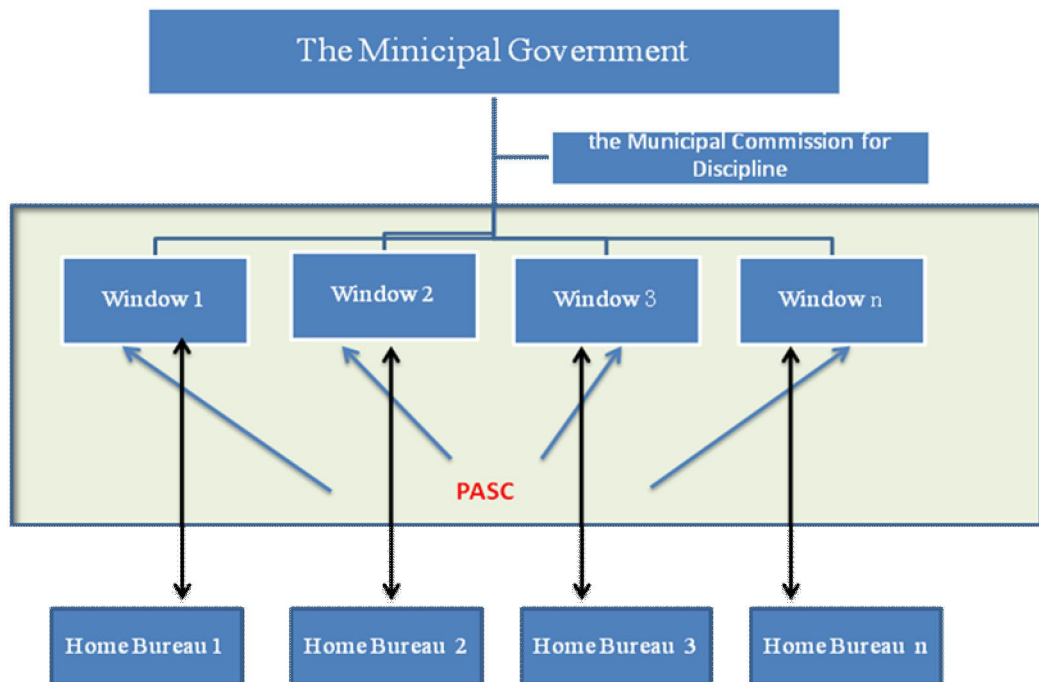 The Minicipal Government
the Municipal Commission for
Discipline
Window 1
Window 2
Window 3
Window n
PASC
Home Bureau 1
Home Bureau 2
Home Bureau 3
Home Bureau n